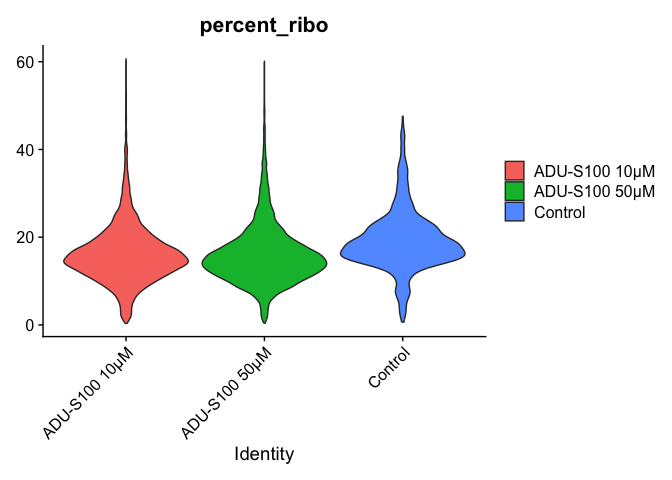 percent_ribo
60
40
20
0
ADU-S100 10µM
ADU-S100 50µM
Control
Identity
ADU-S100 10µM
ADU-S100 50µM
Control